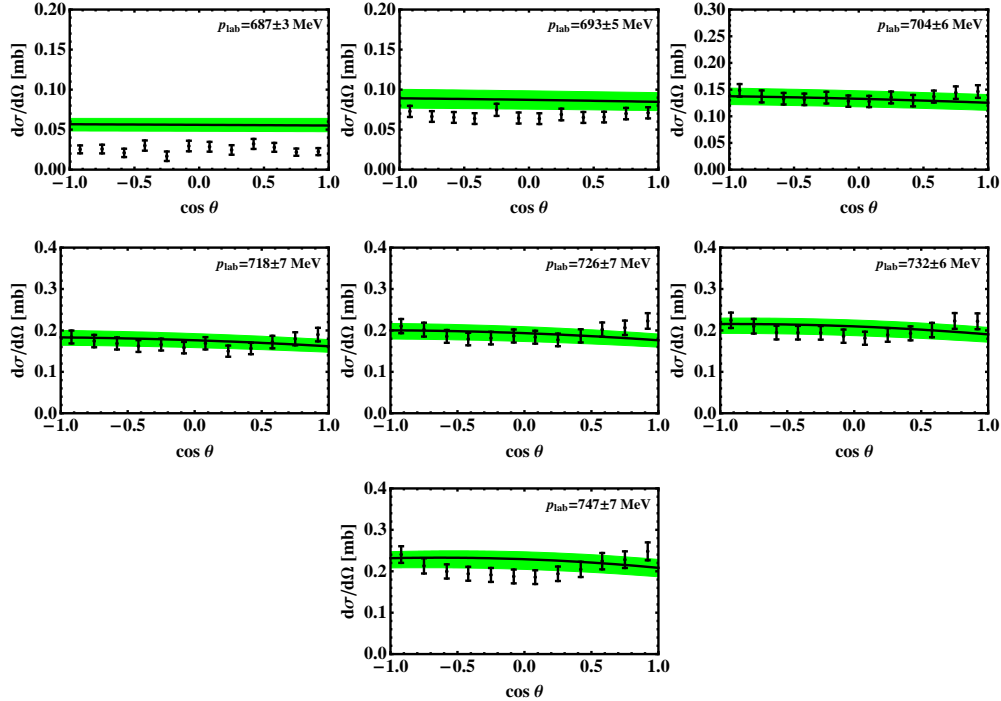 p_lab=687±3 MeV
0.20
0.15
0.10
0.05
0.00
dσ/dΩ [mb]
−1.0 −0.5 0.0 0.5 1.0
cos θ
p_lab=693±5 MeV
0.20
0.15
0.10
0.05
0.00
dσ/dΩ [mb]
−1.0 −0.5 0.0 0.5 1.0
cos θ
p_lab=704±6 MeV
0.30
0.25
0.20
0.15
0.10
0.05
0.00
dσ/dΩ [mb]
−1.0 −0.5 0.0 0.5 1.0
cos θ
p_lab=718±7 MeV
0.4
0.3
0.2
0.1
0.0
dσ/dΩ [mb]
−1.0 −0.5 0.0 0.5 1.0
cos θ
p_lab=726±7 MeV
0.4
0.3
0.2
0.1
0.0
dσ/dΩ [mb]
−1.0 −0.5 0.0 0.5 1.0
cos θ
p_lab=732±6 MeV
0.4
0.3
0.2
0.1
0.0
dσ/dΩ [mb]
−1.0 −0.5 0.0 0.5 1.0
cos θ
p_lab=747±7 MeV
0.4
0.3
0.2
0.1
0.0
dσ/dΩ [mb]
−1.0 −0.5 0.0 0.5 1.0
cos θ